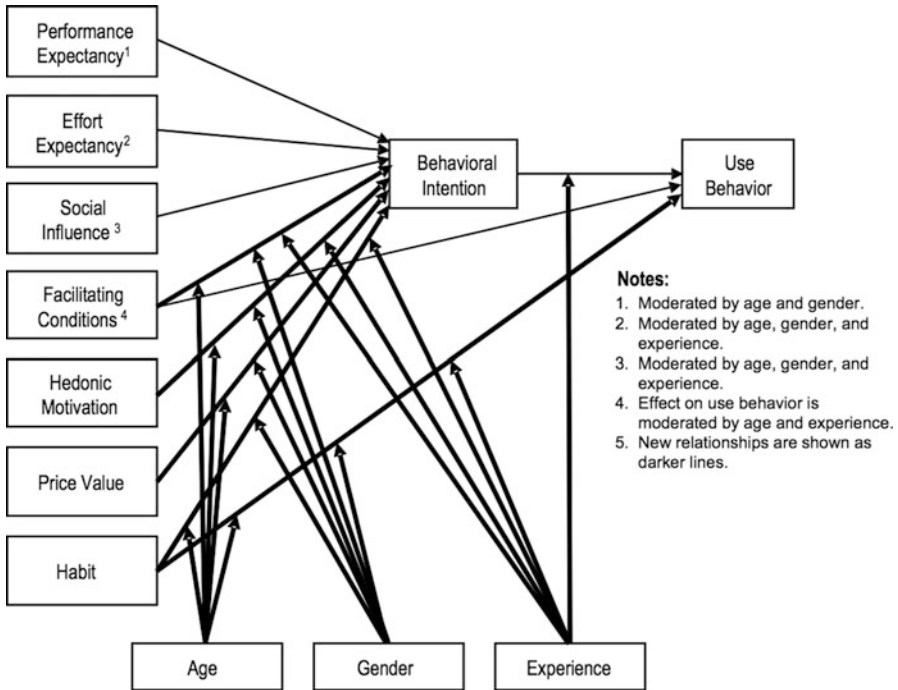 Performance
Expectancy¹
Effort
Expectancy²
Social
Influence ³
Facilitating
Conditions ⁴
Hedonic
Motivation
Price Value
Habit
Behavioral
Intention
Use
Behavior
Notes:
1. Moderated by age and gender.
2. Moderated by age, gender, and
experience.
3. Moderated by age, gender, and
experience.
4. Effect on use behavior is
moderated by age and experience.
5. New relationships are shown as
darker lines.
Age
Gender
Experience